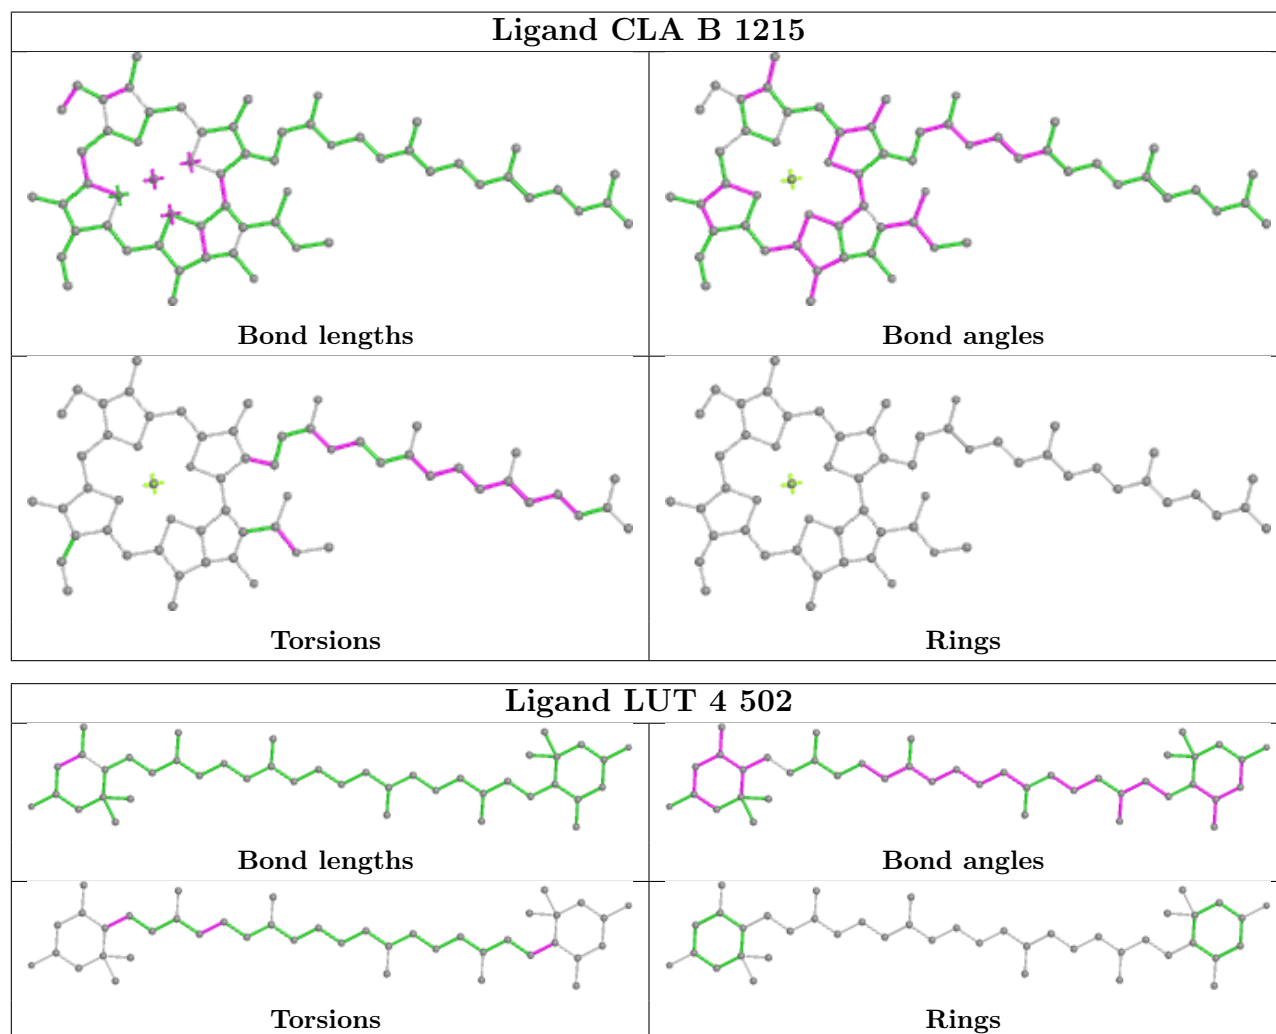 Ligand CLA B 1215
Bond lengths
Bond angles
Torsions
Rings
Ligand LUT 4 502
Bond lengths
Bond angles
Torsions
Rings